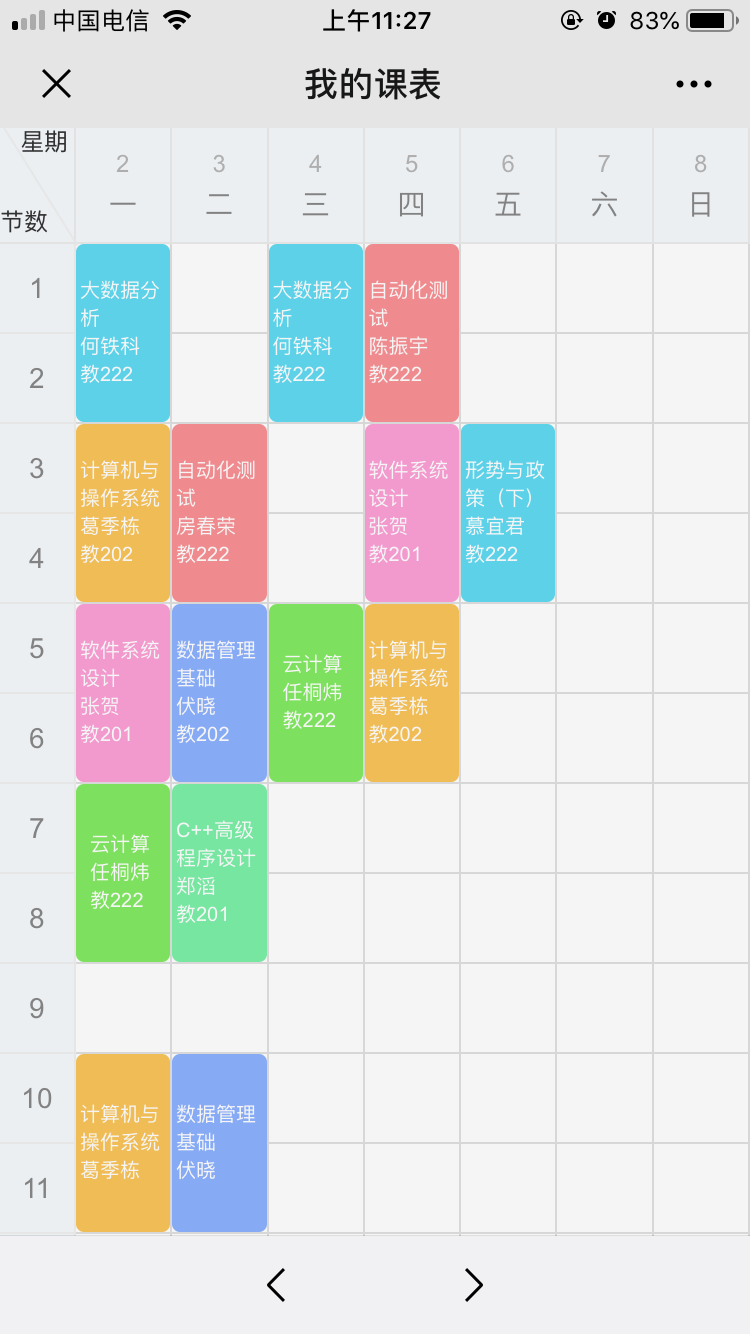 中国电信 上午11:27 83%
我的课表
星期
节数
2 3 4 5 6 7 8
一 二 三 四 五 六 日
1
2
大数据分
析
何铁科
教222
大数据分
析
何铁科
教222
自动化测
试
陈振宇
教222
3
4
计算机与
操作系统
葛季栋
教202
自动化测
试
房春荣
教222
软件系统
设计
张贺
教201
形势与政
策（下）
慕宜君
教222
5
6
软件系统
设计
张贺
教201
数据管理
基础
伏晓
教202
云计算
任桐炜
教222
计算机与
操作系统
葛季栋
教202
7
8
云计算
任桐炜
教222
C++高级
程序设计
郑滔
教201
9
10
11
计算机与
操作系统
葛季栋
数据管理
基础
伏晓